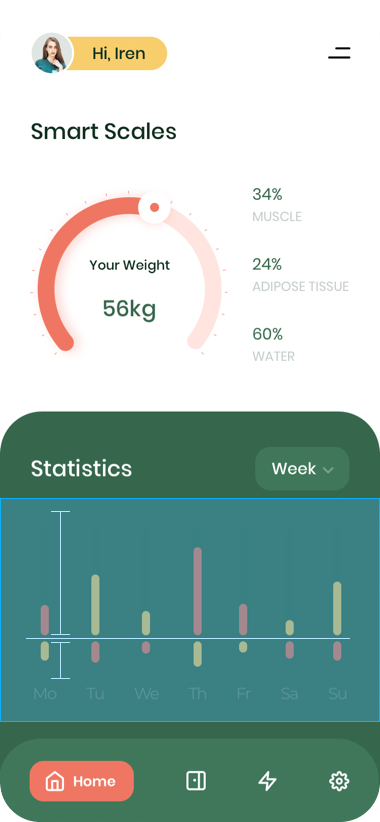 Hi, Iren
Smart Scales
34%
MUSCLE
Your Weight
24%
ADIPOSE TISSUE
56kg
60%
WATER
Statistics
Week
Mo Tu We Th Fr Sa Su
Home